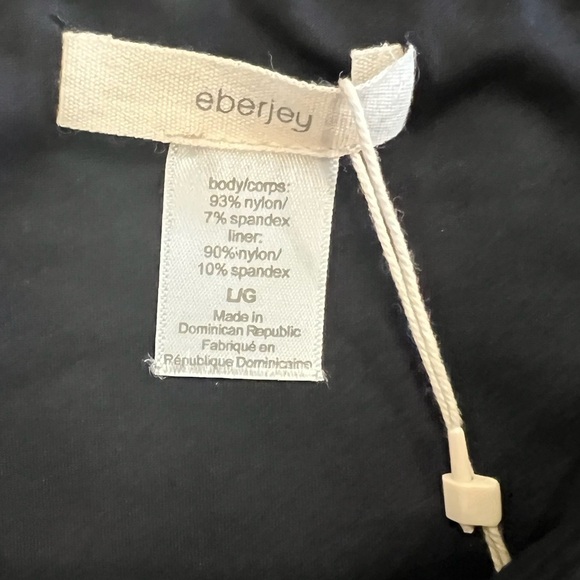 eberjey
body/corps:
93% nylon/
7% spandex
liner:
90% nylon/
10% spandex
L/G
Made in
Dominican Republic
Fabriqué en
République Dominicaine